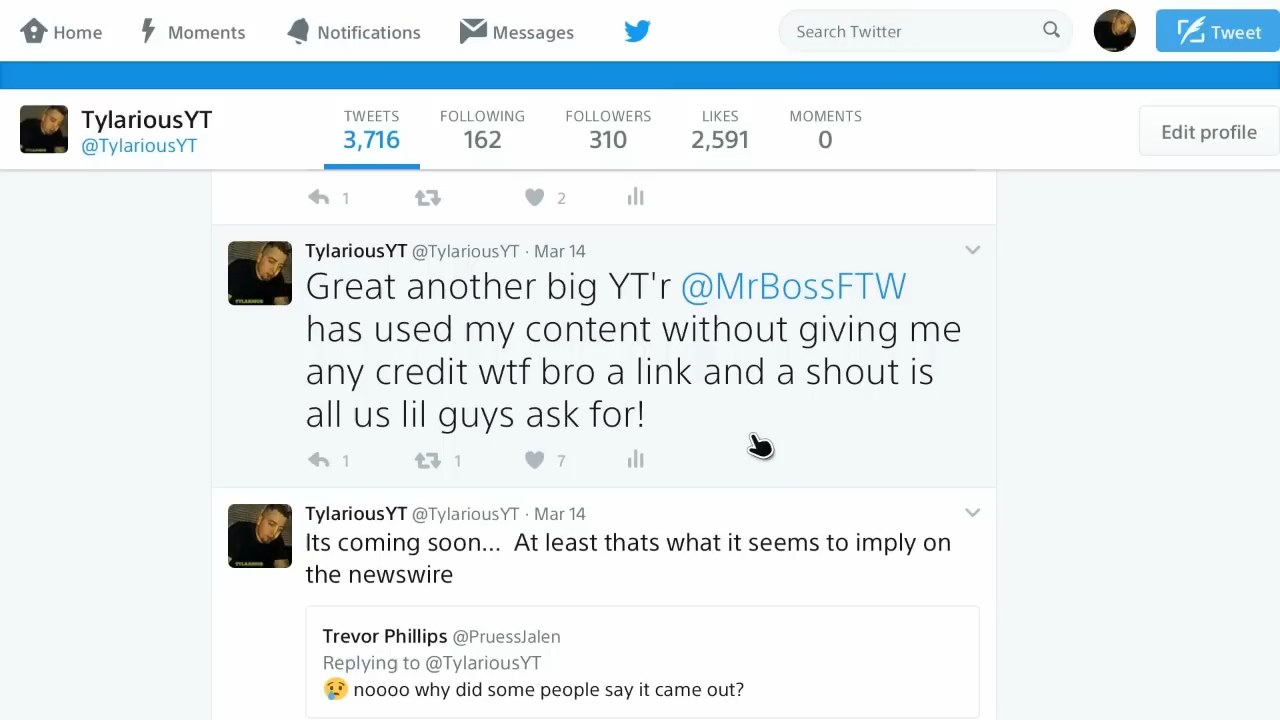 Home Moments Notifications Messages Search Twitter Tweet
TylariousYT
@TylariousYT
TWEETS FOLLOWING FOLLOWERS LIKES MOMENTS
3,716 162 310 2,591 0
Edit profile
1 2
TylariousYT @TylariousYT · Mar 14
Great another big YT'r @MrBossFTW
has used my content without giving me
any credit wtf bro a link and a shout is
all us lil guys ask for!
1 1 7
TylariousYT @TylariousYT · Mar 14
Its coming soon... At least thats what it seems to imply on
the newswire
Trevor Phillips @PruessJalen
Replying to @TylariousYT
😢 noooo why did some people say it came out?